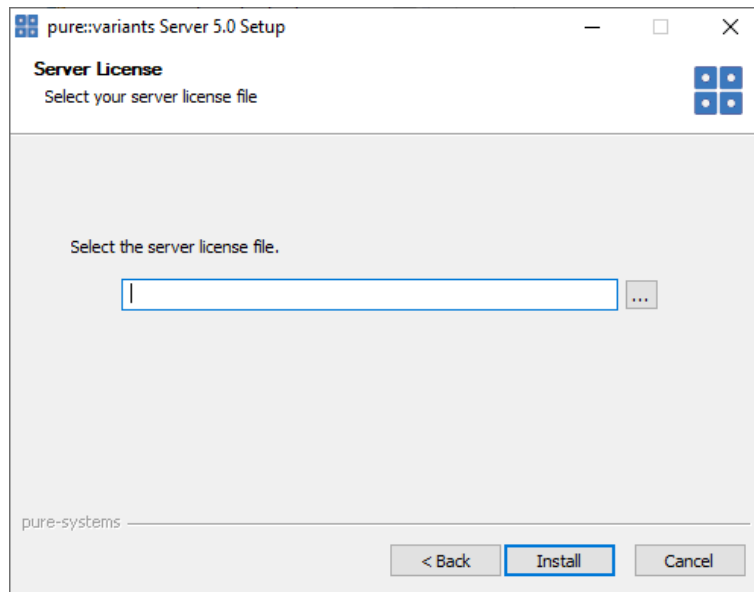 pure::variants Server 5.0 Setup
Server License
Select your server license file
Select the server license file.
...
pure-systems
< Back
Install
Cancel